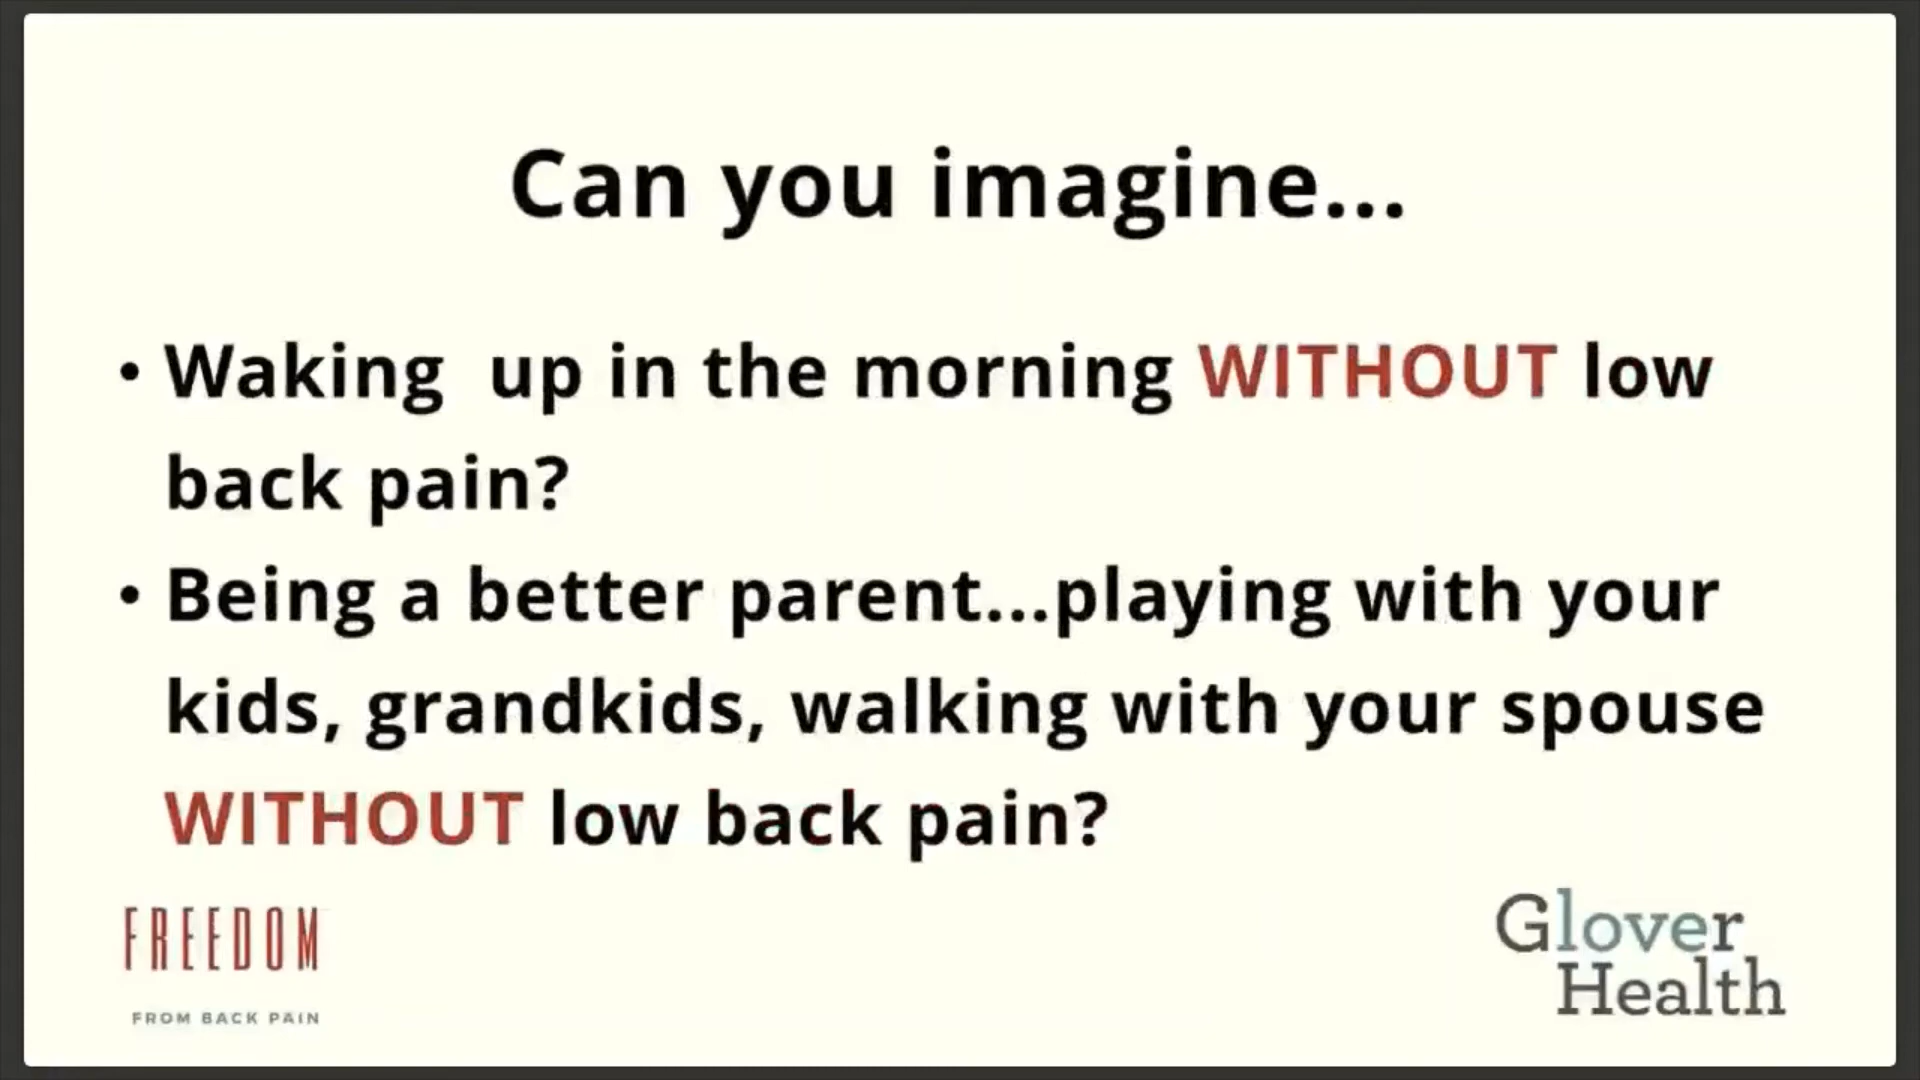 Can you imagine...
• Waking  up in the morning WITHOUT low
back pain?
• Being a better parent...playing with your
kids, grandkids, walking with your spouse
WITHOUT low back pain?
FREEDOM
FROM BACK PAIN
Glover
Health